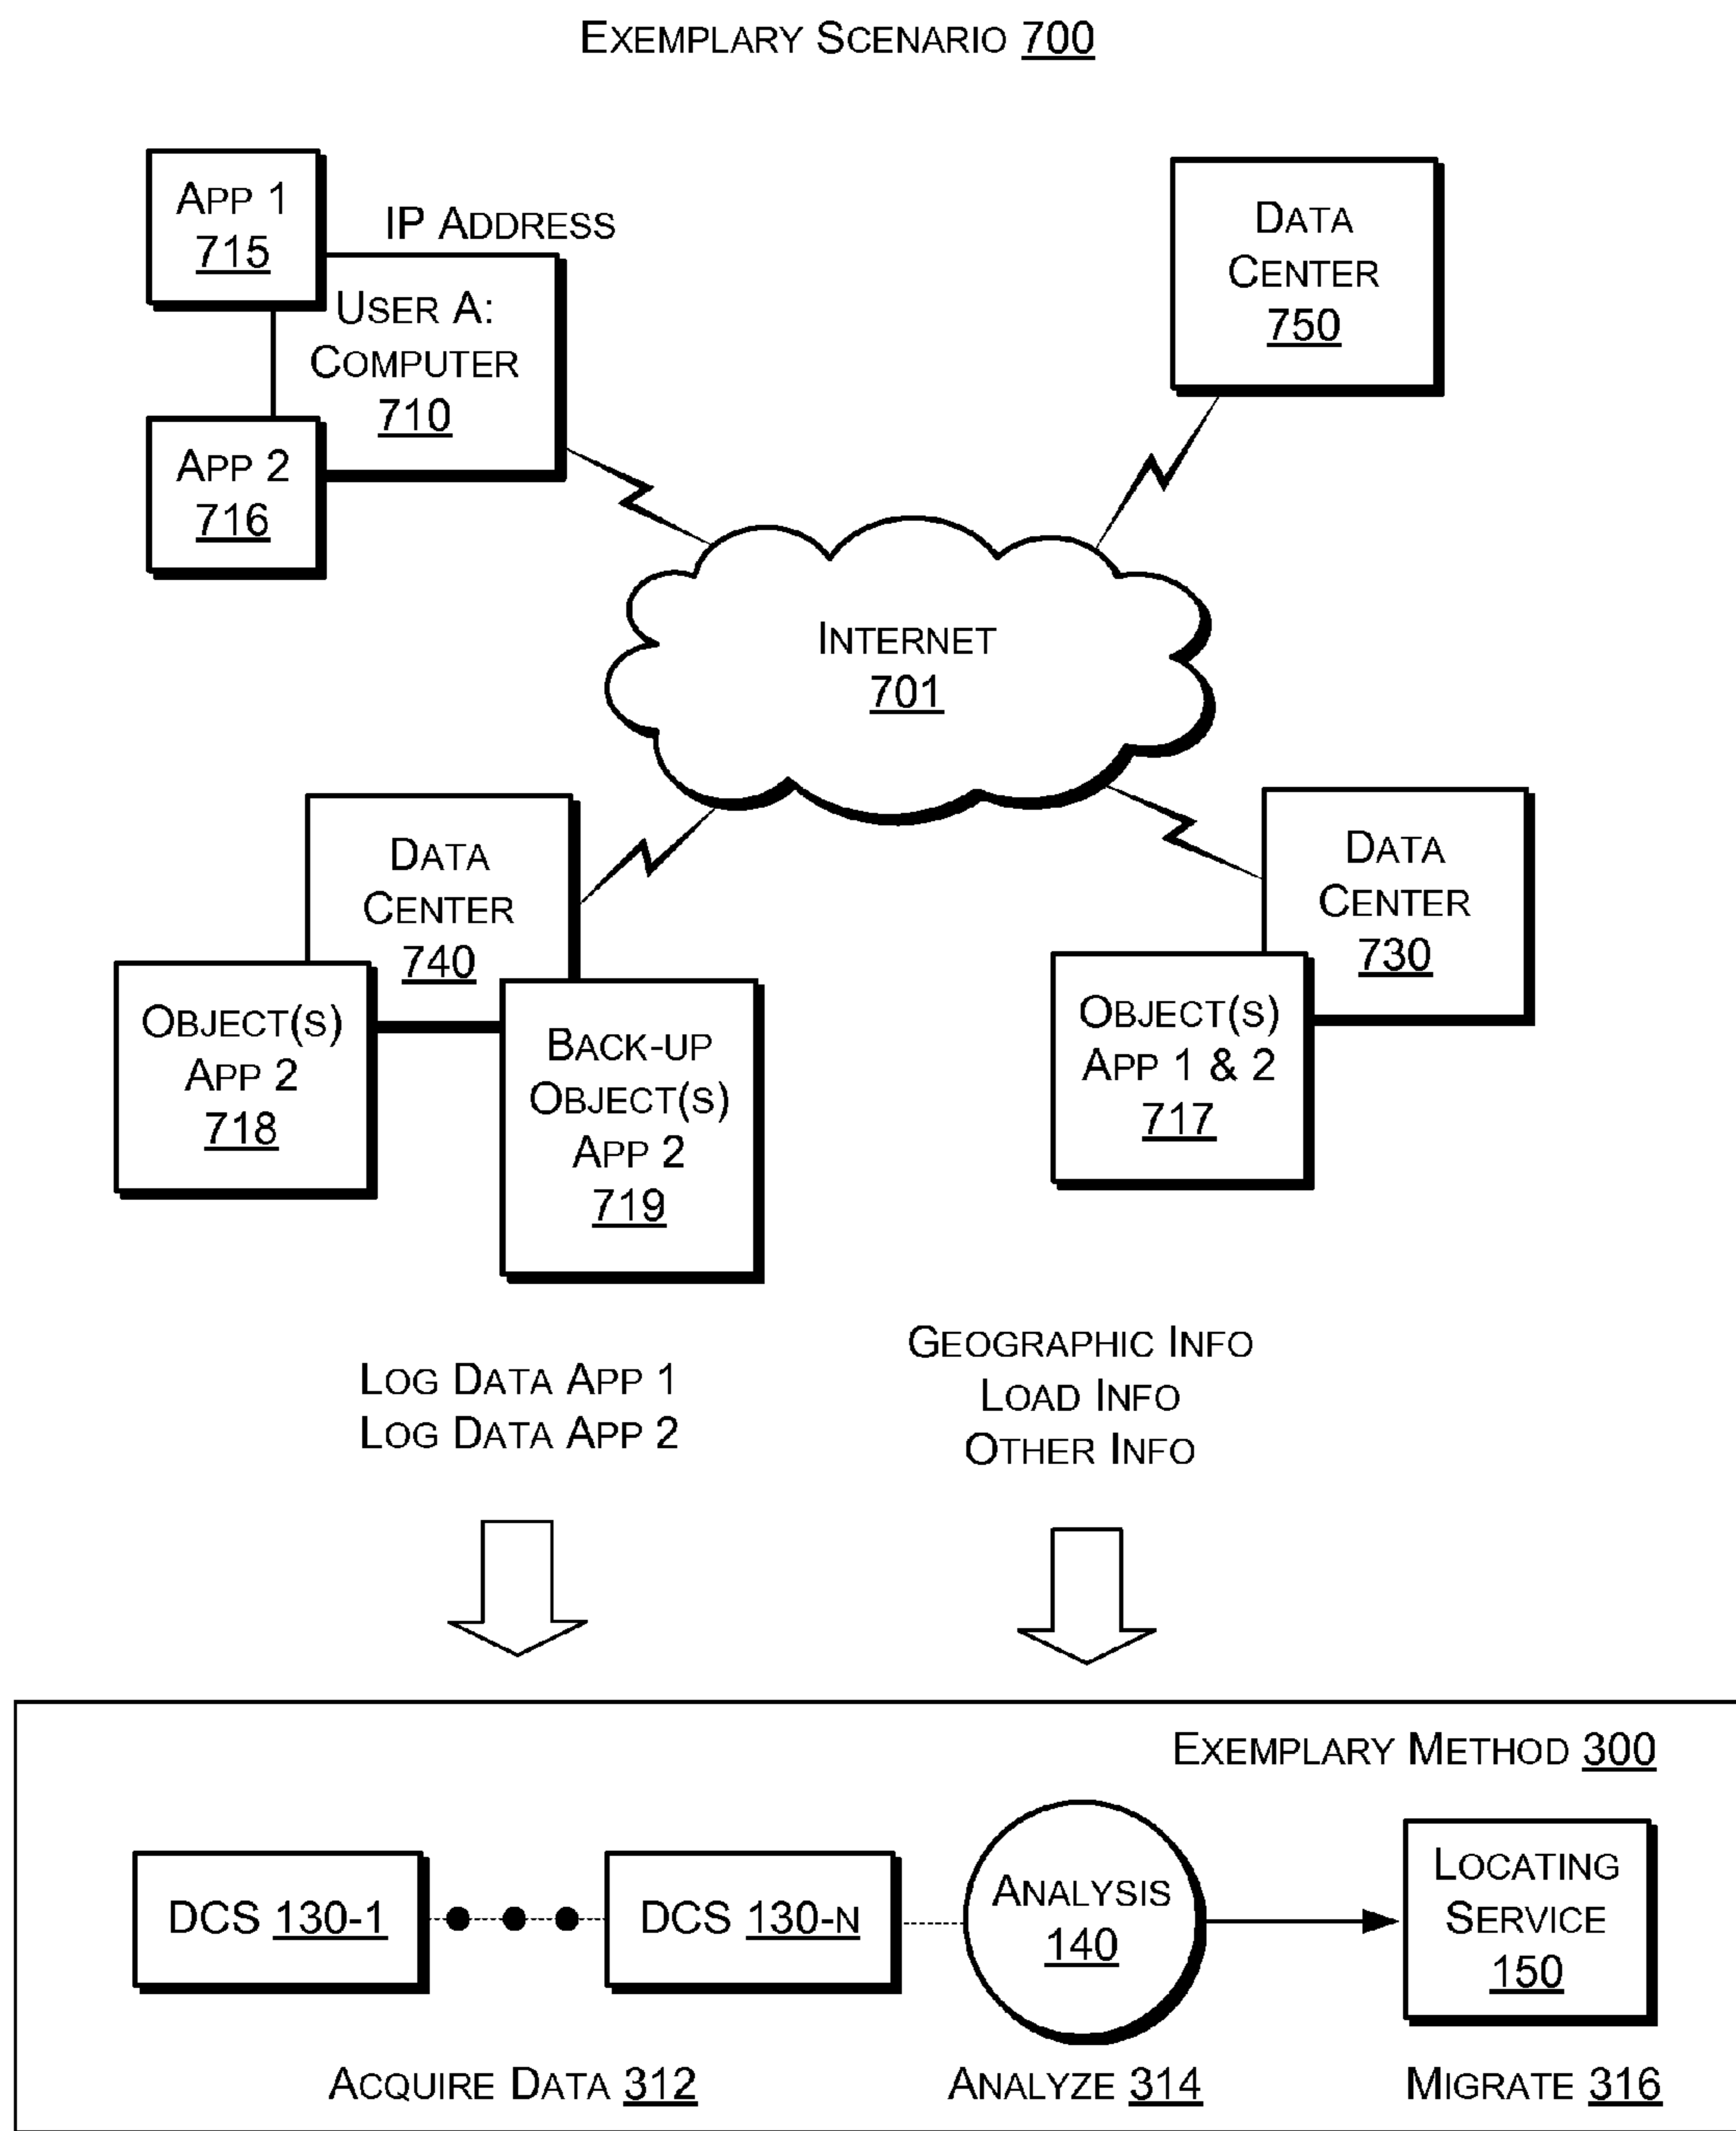 EXEMPLARY SCENARIO 700
APP 1
715
IP ADDRESS
USER A:
COMPUTER
710
APP 2
716
DATA
CENTER
750
INTERNET
701
DATA
CENTER
740
OBJECT(S)
APP 2
718
BACK-UP
OBJECT(S)
APP 2
719
DATA
CENTER
730
OBJECT(S)
APP 1 & 2
717
LOG DATA APP 1
LOG DATA APP 2
GEOGRAPHIC INFO
LOAD INFO
OTHER INFO
EXEMPLARY METHOD 300
DCS 130-1
DCS 130-N
ANALYSIS
140
LOCATING
SERVICE
150
ACQUIRE DATA 312
ANALYZE 314
MIGRATE 316